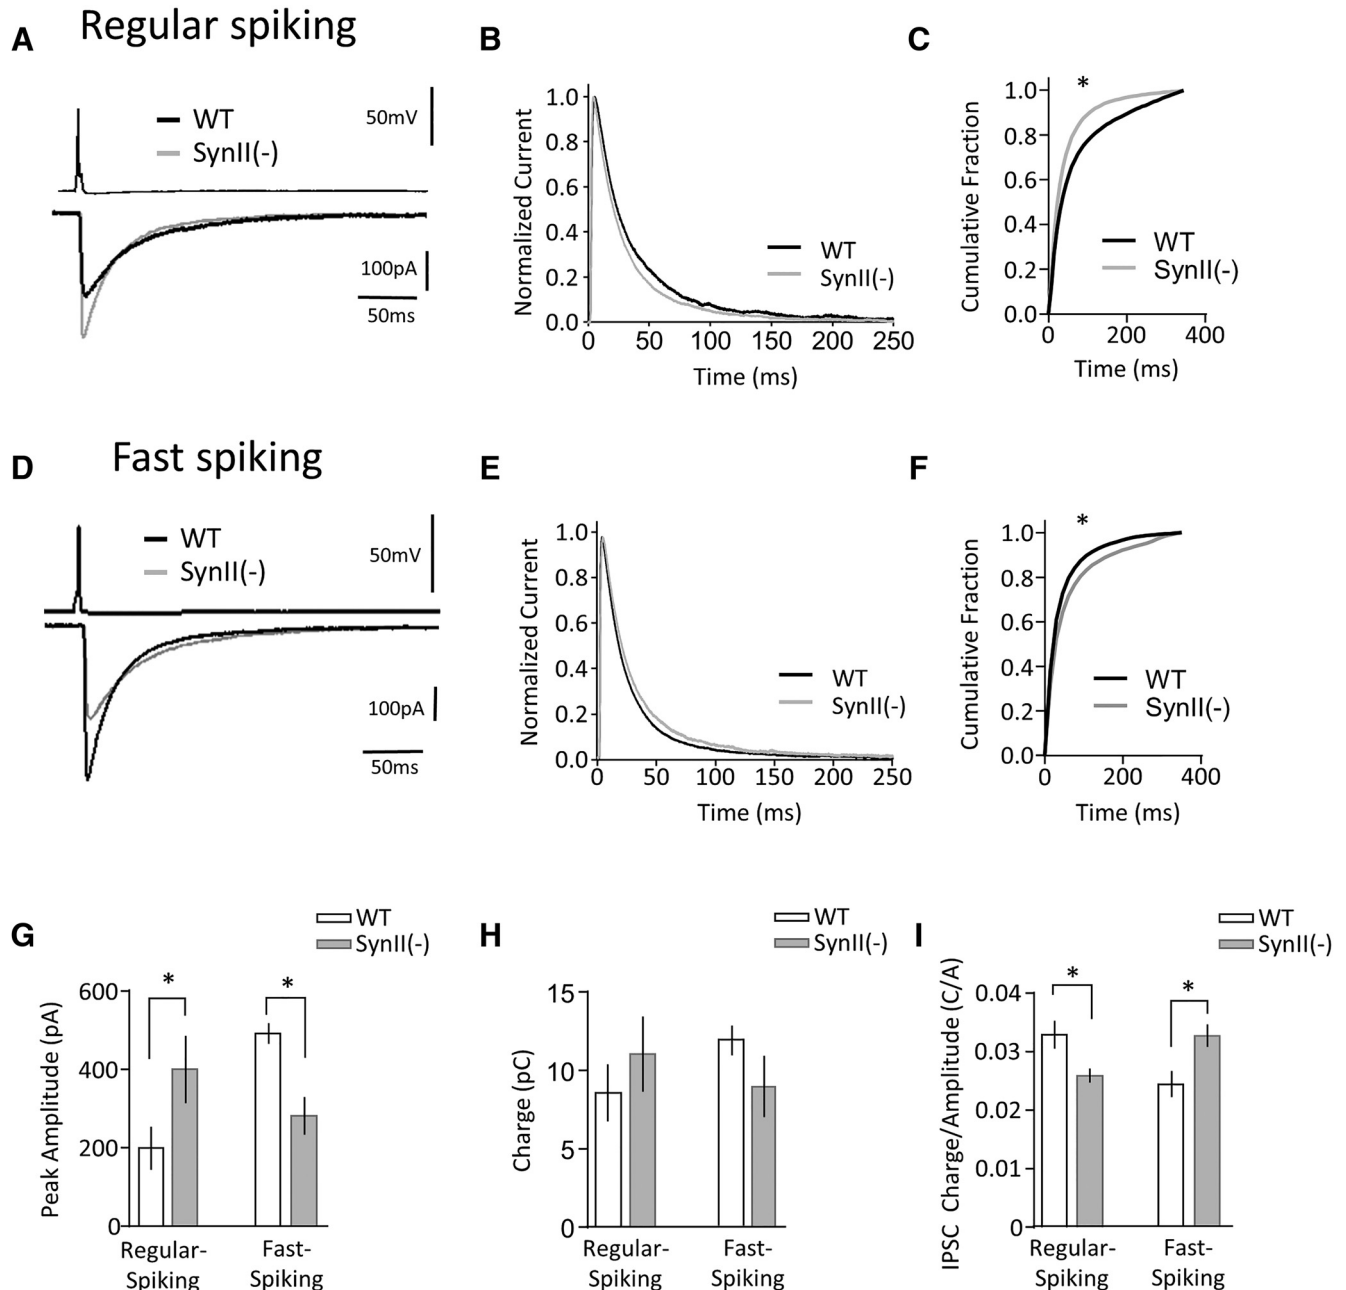 Regular spiking
A
WT
SynII(-)
50mV
100pA
50ms
B
Normalized Current
1.0
0.8
0.6
0.4
0.2
0.0
0 50 100 150 200 250
Time (ms)
WT
SynII(-)
C
*
Cumulative Fraction
1.0
0.8
0.6
0.4
0.2
0.0
0 200 400
Time (ms)
WT
SynII(-)
Fast spiking
D
WT
SynII(-)
50mV
100pA
50ms
E
Normalized Current
1.0
0.8
0.6
0.4
0.2
0.0
0 50 100 150 200 250
Time (ms)
WT
SynII(-)
F
*
Cumulative Fraction
1.0
0.8
0.6
0.4
0.2
0.0
0 200 400
Time (ms)
WT
SynII(-)
G
WT
SynII(-)
Peak Amplitude (pA)
600
400
200
0
* *
Regular-
Spiking
Fast-
Spiking
H
WT
SynII(-)
Charge (pC)
15
10
5
0
Regular-
Spiking
Fast-
Spiking
I
WT
SynII(-)
IPSC Charge/Amplitude (C/A)
0.04
0.03
0.02
0.01
0
* *
Regular-
Spiking
Fast-
Spiking